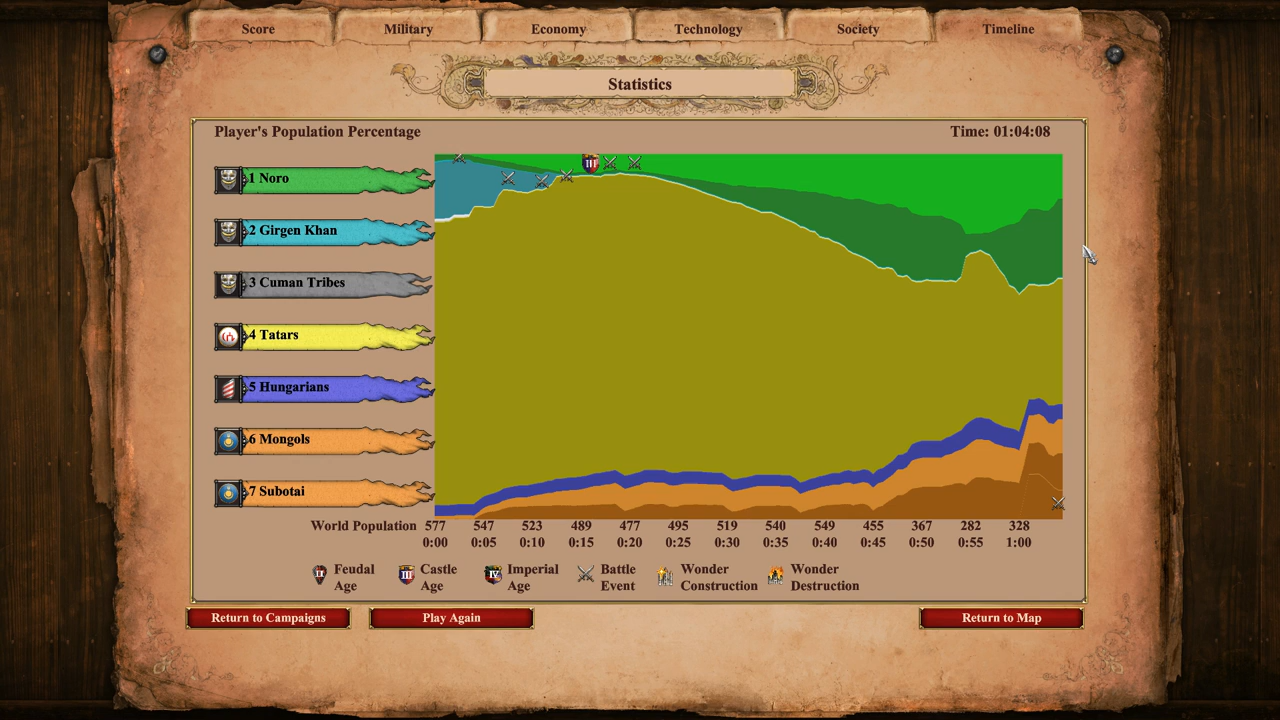 Score Military Economy Technology Society Timeline
Statistics
Player's Population Percentage
Time: 01:04:08
1 Noro
2 Girgen Khan
3 Cuman Tribes
4 Tatars
5 Hungarians
6 Mongols
7 Subotai
World Population 577 547 523 489 477 495 519 540 549 455 367 282 328
0:00 0:05 0:10 0:15 0:20 0:25 0:30 0:35 0:40 0:45 0:50 0:55 1:00
II Feudal Age
III Castle Age
IV Imperial Age
Battle Event
Wonder Construction
Wonder Destruction
Return to Campaigns Play Again Return to Map